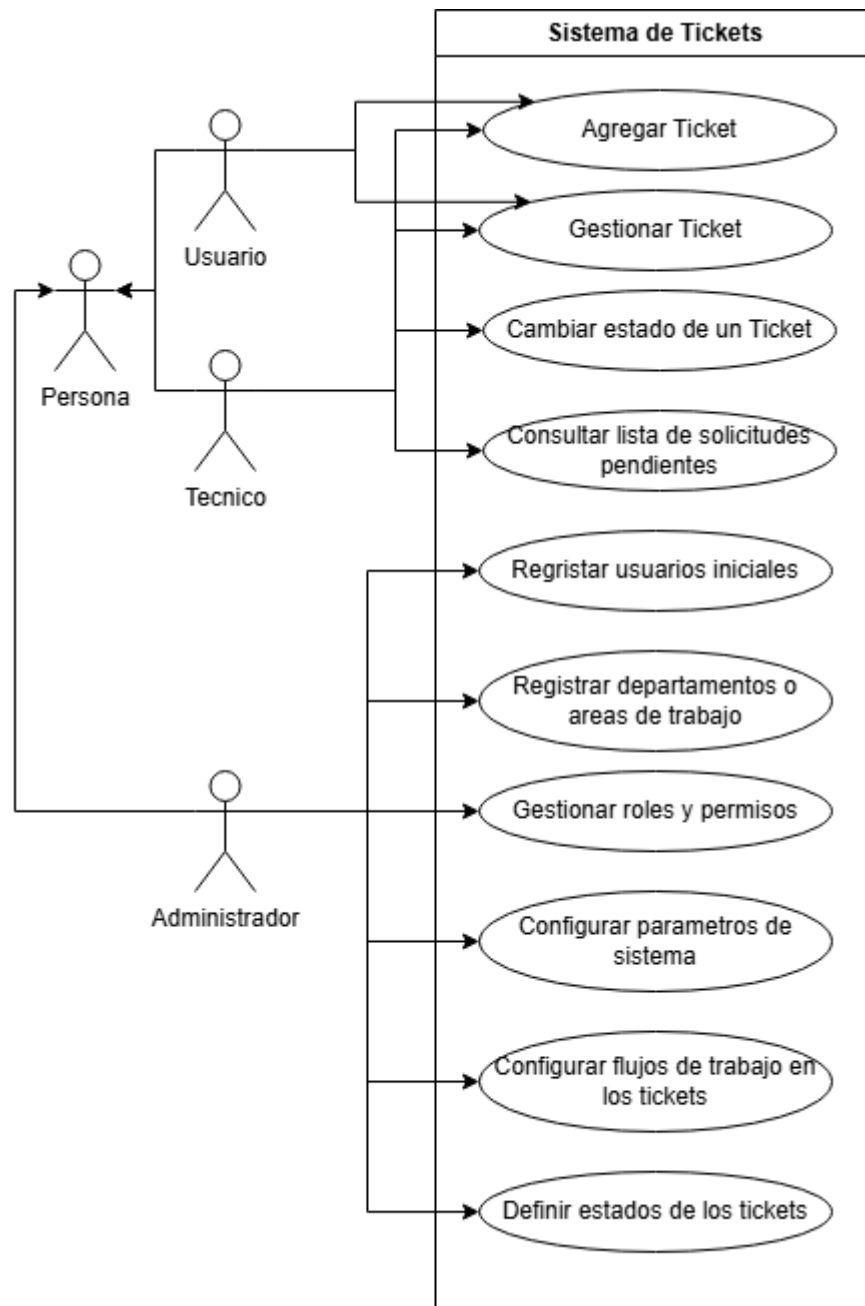 Sistema de Tickets
Agregar Ticket
Usuario
Gestionar Ticket
Persona
Cambiar estado de un Ticket
Tecnico
Consultar lista de solicitudes
pendientes
Regristar usuarios iniciales
Registrar departamentos o
areas de trabajo
Administrador
Gestionar roles y permisos
Configurar parametros de
sistema
Configurar flujos de trabajo en
los tickets
Definir estados de los tickets